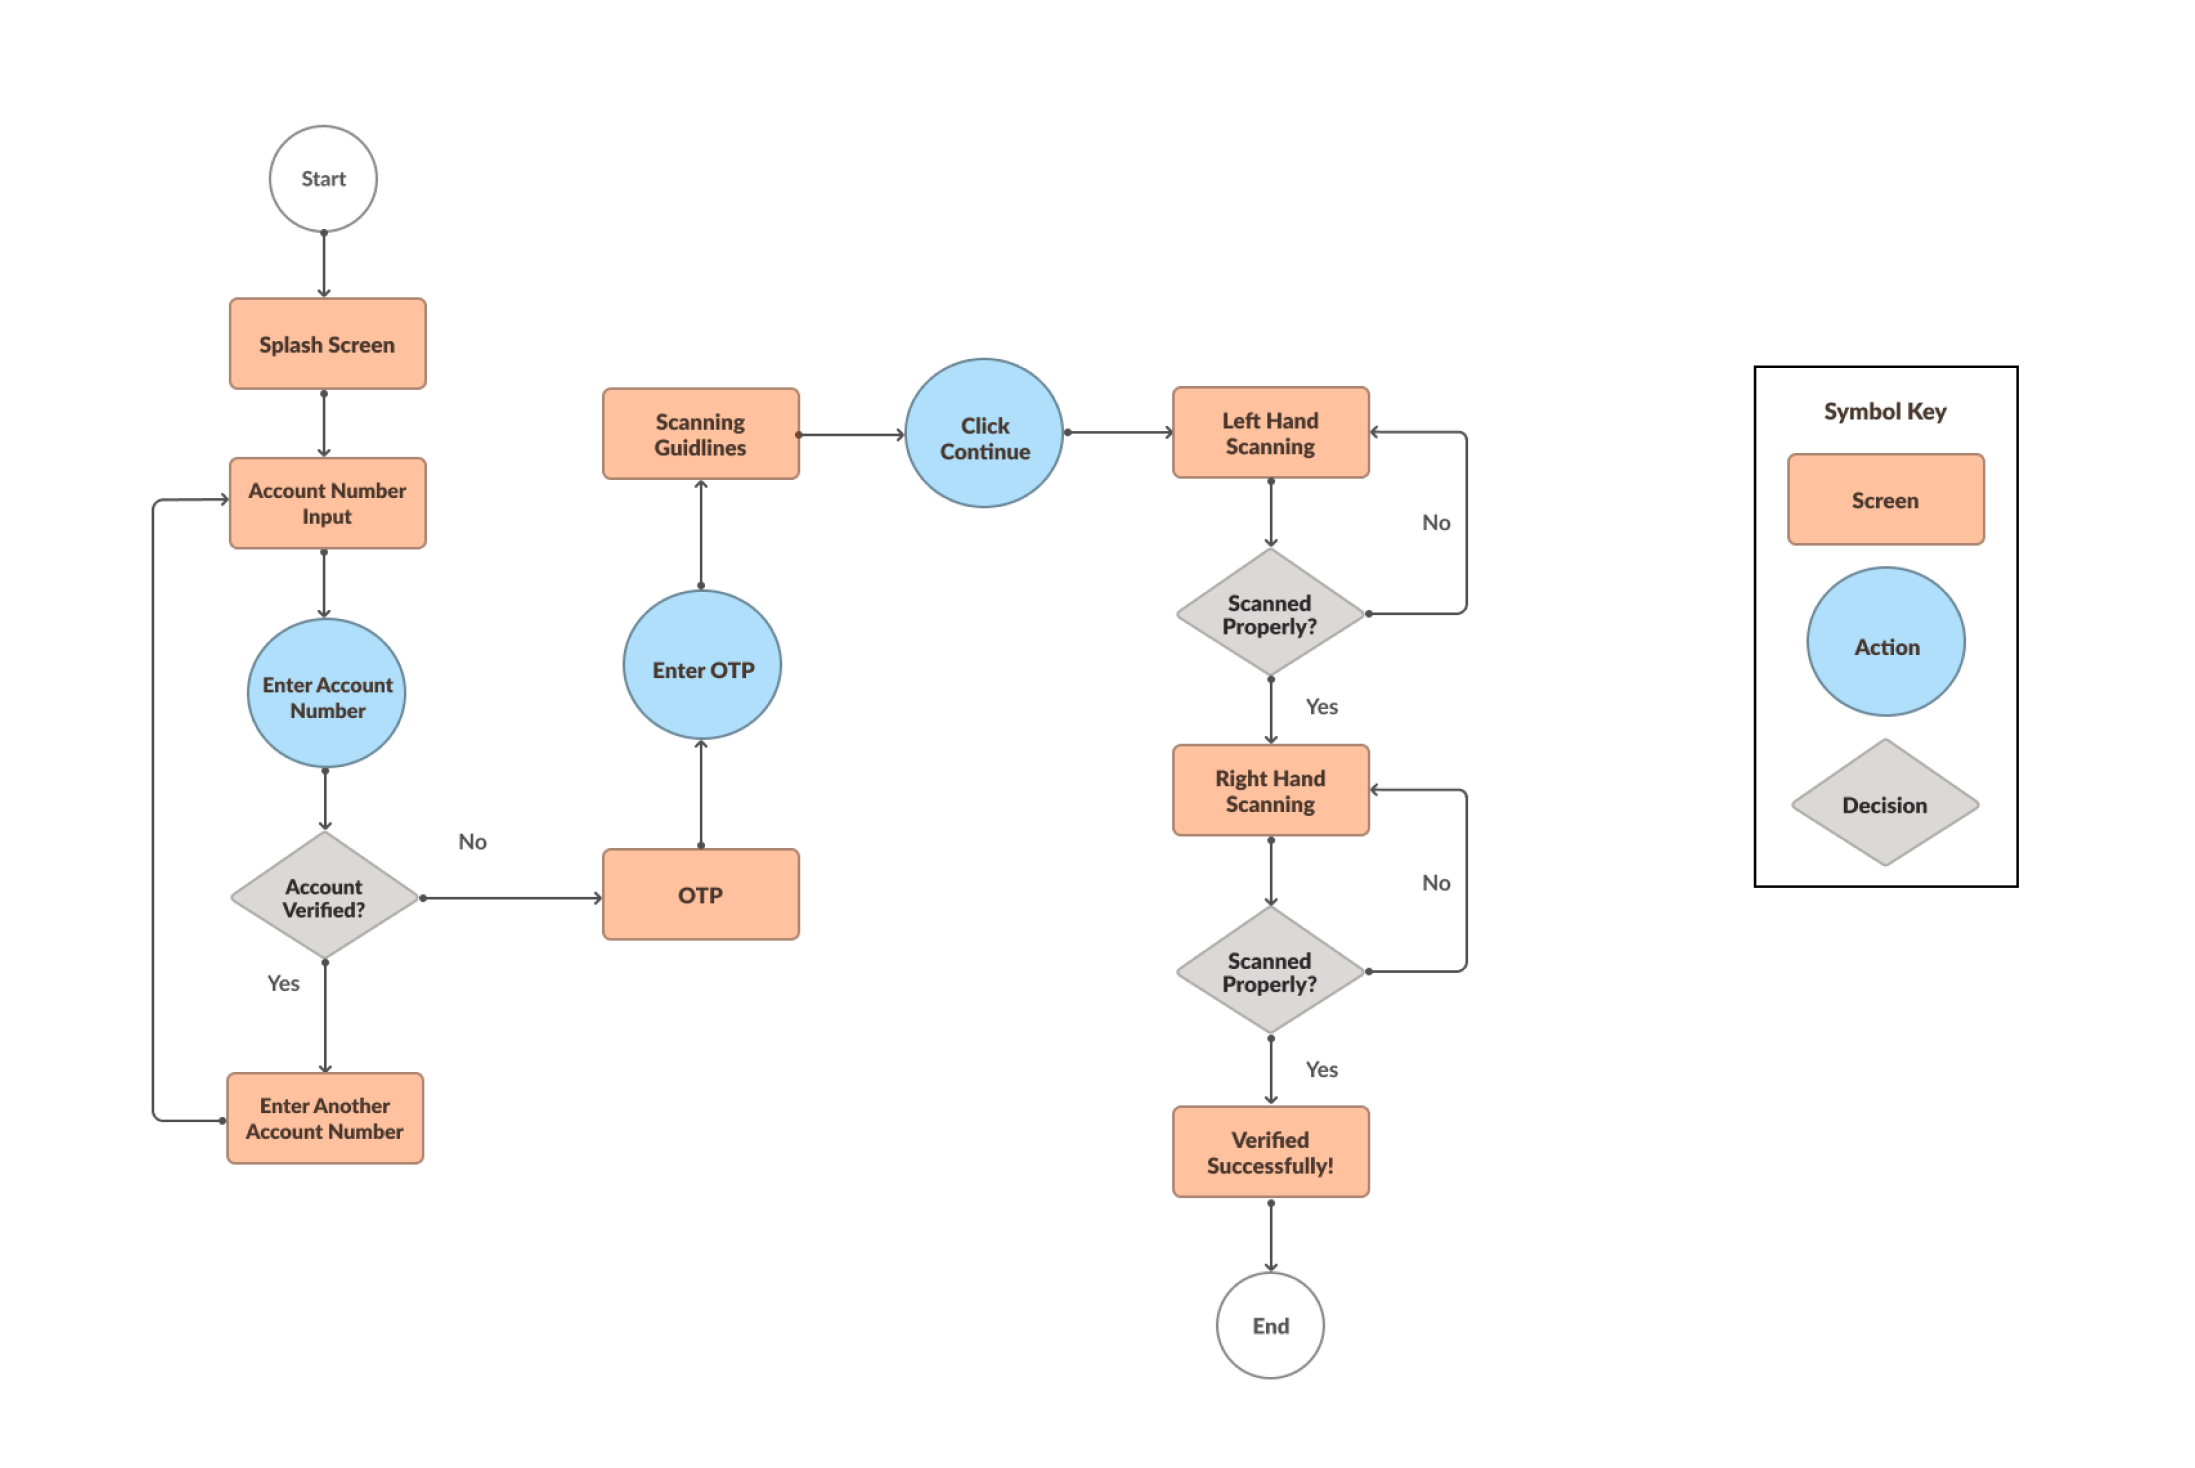 Start
Splash Screen
Account Number
Input
Enter Account
Number
Account
Verified?
No
Yes
Enter Another
Account Number
OTP
Enter OTP
Scanning
Guidlines
Click
Continue
Left Hand
Scanning
No
Scanned
Properly?
Yes
Right Hand
Scanning
No
Scanned
Properly?
Yes
Verified
Successfully!
End
Symbol Key
Screen
Action
Decision